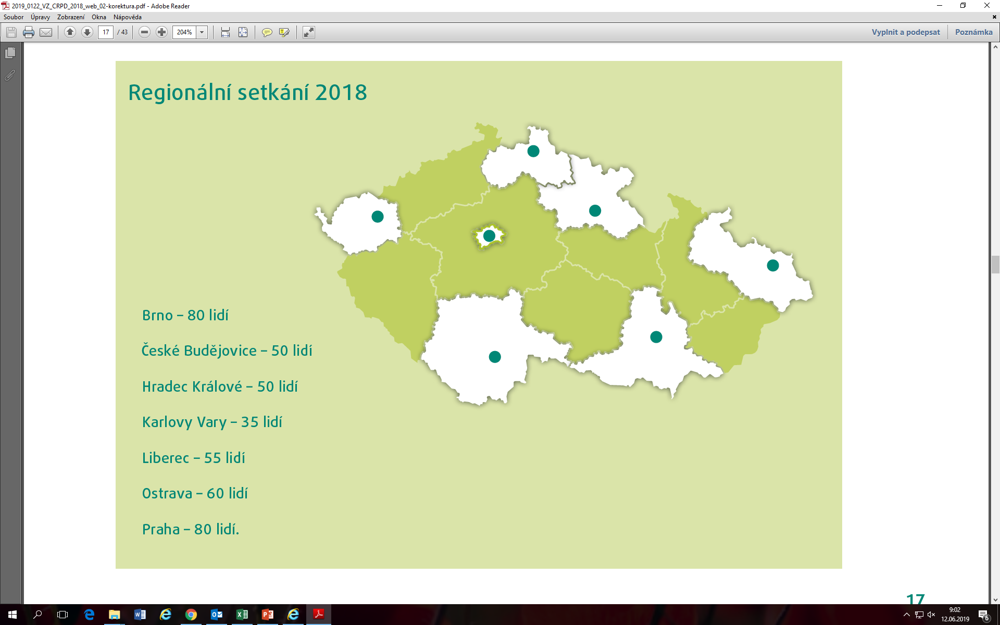 2019_0122_VZ_CRPD_2018_web_02-korektura.pdf - Adobe Reader
Soubor Úpravy Zobrazení Okna Nápověda
17 / 43 204% Vyplnit a podepsat Poznámka
Regionální setkání 2018
Brno – 80 lidí
České Budějovice – 50 lidí
Hradec Králové – 50 lidí
Karlovy Vary – 35 lidí
Liberec – 55 lidí
Ostrava – 60 lidí
Praha – 80 lidí.
17
9:02
12.06.2019
6